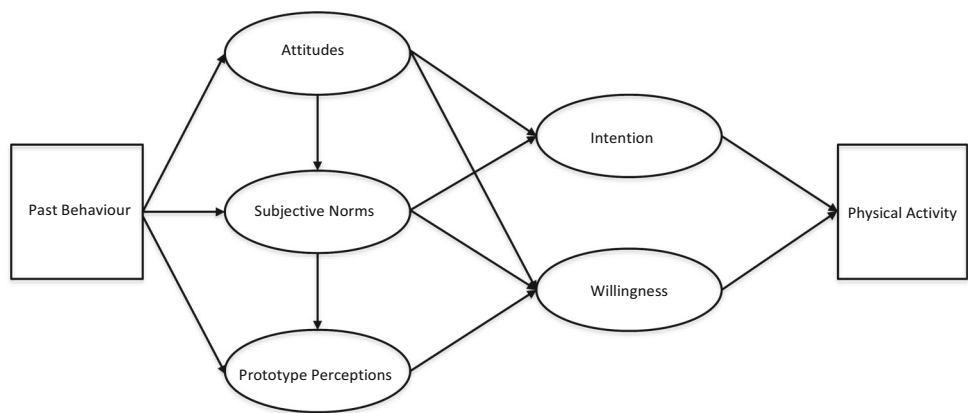 Attitudes
Intention
Past Behaviour
Subjective Norms
Physical Activity
Willingness
Prototype Perceptions